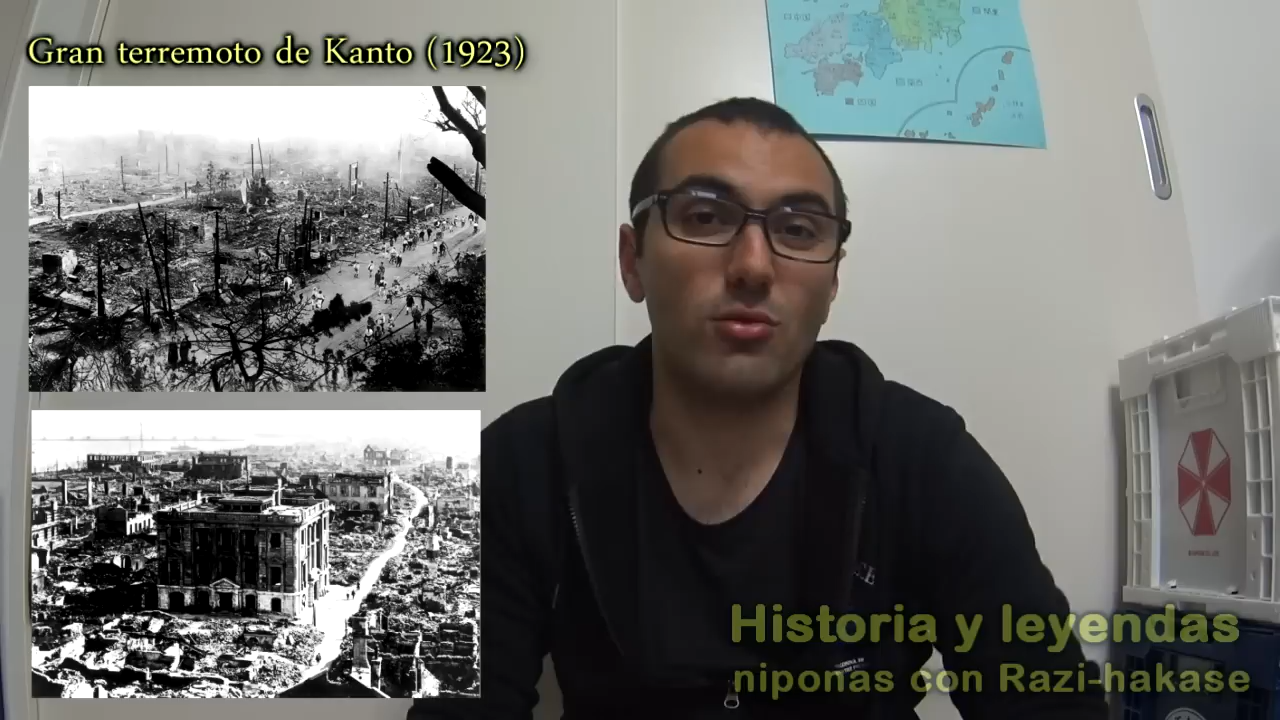 Gran terremoto de Kanto (1923)
Historia y leyendas
niponas con Razi-hakase